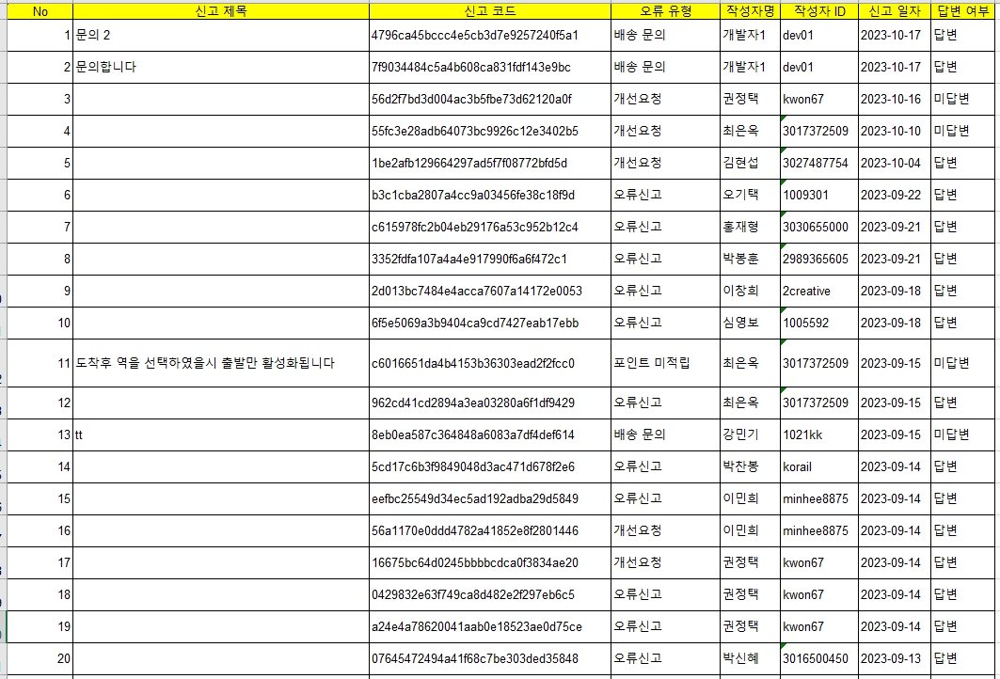 No 신고 제목 신고 코드 오류 유형 작성자명 작성자 ID 신고 일자 답변 여부
1 문의 2 4796ca45bccc4e5cb3d7e9257240f5a1 배송 문의 개발자1 dev01 2023-10-17 답변
2 문의합니다 7f9034484c5a4b608ca831fdf143e9bc 배송 문의 개발자1 dev01 2023-10-17 답변
3 56d2f7bd3d004ac3b5fbe73d62120a0f 개선요청 권정택 kwon67 2023-10-16 미답변
4 55fc3e28adb64073bc9926c12e3402b5 개선요청 최은옥 3017372509 2023-10-10 미답변
5 1be2afb129664297ad5f7f08772bfd5d 개선요청 김현섭 3027487754 2023-10-04 답변
6 b3c1cba2807a4cc9a03456fe38c18f9d 오류신고 오기택 1009301 2023-09-22 답변
7 c615978fc2b04eb29176a53c952b12c4 오류신고 홍재형 3030655000 2023-09-21 답변
8 3352fdfa107a4a4e917990f6a6f472c1 오류신고 박봉훈 2989365605 2023-09-21 답변
9 2d013bc7484e4acca7607a14172e0053 오류신고 이창희 2creative 2023-09-18 답변
10 6f5e5069a3b9404ca9cd7427eab17ebb 오류신고 심영보 1005592 2023-09-18 답변
11 도착후 역을 선택하였을시 출발만 활성화됩니다 c6016651da4b4153b36303ead2f2fcc0 포인트 미적립 최은옥 3017372509 2023-09-15 미답변
12 962cd41cd2894a3ea03280a6f1df9429 오류신고 최은옥 3017372509 2023-09-15 답변
13 tt 8eb0ea587c364848a6083a7df4def614 배송 문의 강민기 1021kk 2023-09-15 미답변
14 5cd17c6b3f9849048d3ac471d678f2e6 오류신고 박찬봉 korail 2023-09-14 답변
15 eefbc25549d34ec5ad192adba29d5849 오류신고 이민희 minhee8875 2023-09-14 답변
16 56a1170e0ddd4782a41852e8f2801446 개선요청 이민희 minhee8875 2023-09-14 답변
17 16675bc64d0245bbbbcdca0f3834ae20 개선요청 권정택 kwon67 2023-09-14 답변
18 0429832e63f749ca8d482e2f297eb6c5 오류신고 권정택 kwon67 2023-09-14 답변
19 a24e4a78620041aab0e18523ae0d75ce 오류신고 권정택 kwon67 2023-09-14 답변
20 07645472494a41f68c7be303ded35848 오류신고 박신혜 3016500450 2023-09-13 답변